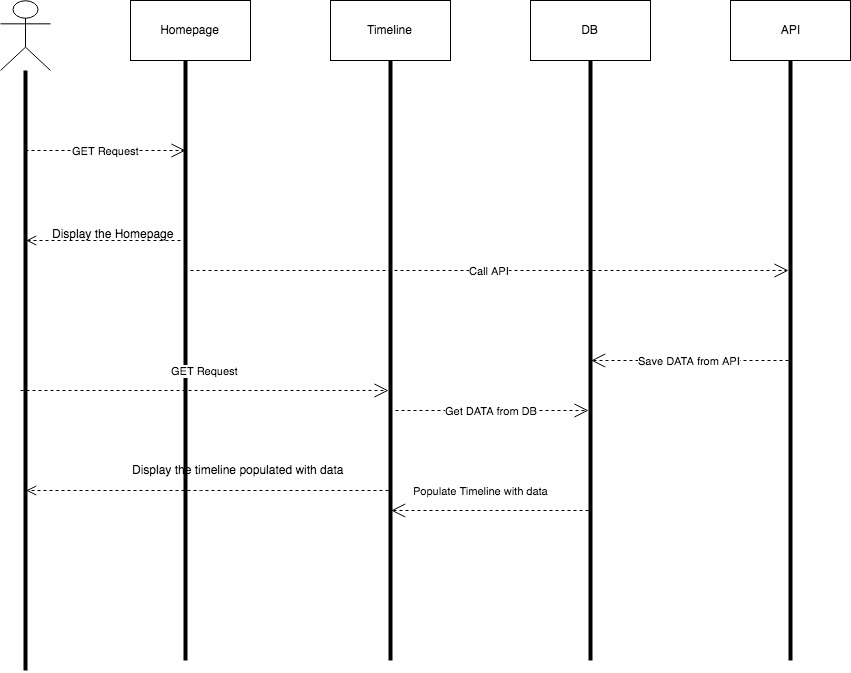 Homepage
Timeline
DB
API
GET Request
Display the Homepage
Call API
Save DATA from API
GET Request
Get DATA from DB
Display the timeline populated with data
Populate Timeline with data